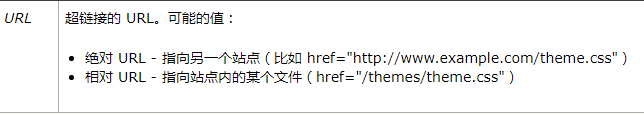 URL 超链接的 URL。可能的值：
绝对 URL - 指向另一个站点（比如 href="http://www.example.com/theme.css"）
相对 URL - 指向站点内的某个文件（href="/themes/theme.css"）